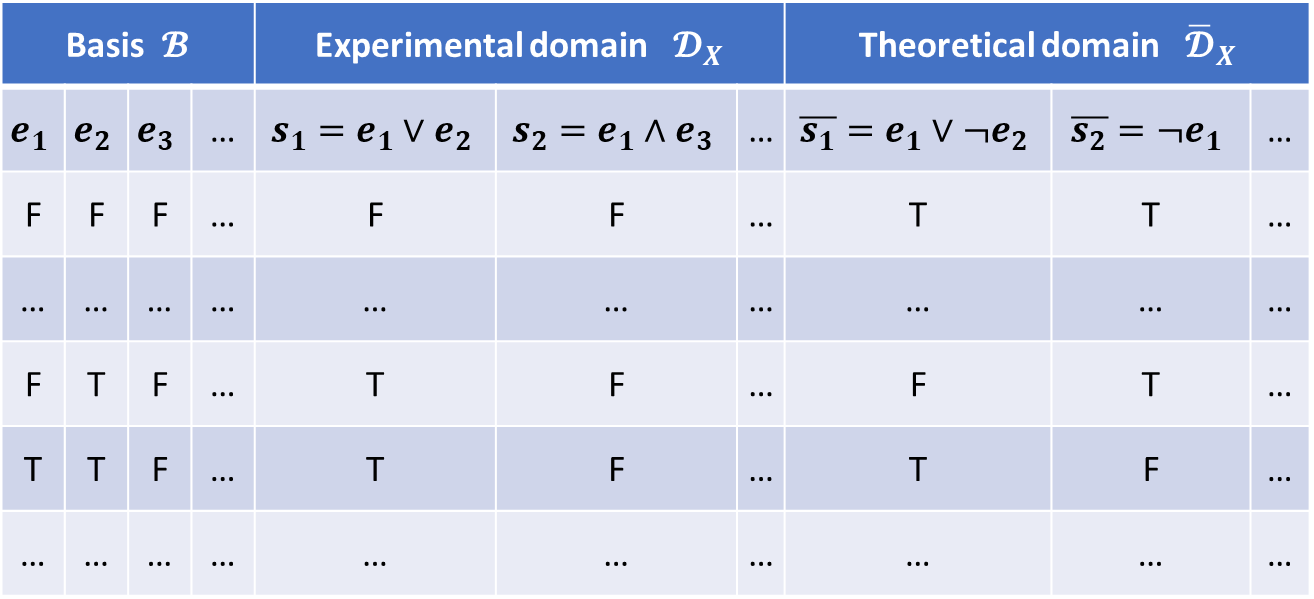 Basis ℬ Experimental domain 𝒟_X Theoretical domain 𝒟̅_X
e₁ e₂ e₃ ... s₁ = e₁ ∨ e₂ s₂ = e₁ ∧ e₃ ... s̅₁ = e₁ ∨ ¬e₂ s̅₂ = ¬e₁ ...
F F F ... F F ... T T ...
... ... ... ... ... ... ... ... ... ...
F T F ... T F ... F T ...
T T F ... T F ... T F ...
... ... ... ... ... ... ... ... ... ...